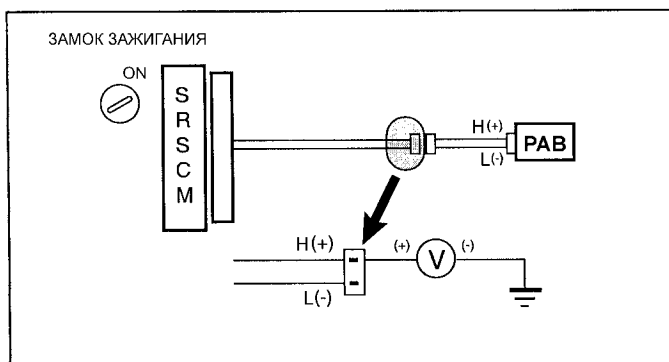 ЗАМОК ЗАЖИГАНИЯ
ON
S
R
S
C
M
H(+)
L(-)
PAB
H(+)
(+)
V
(-)
L(-)